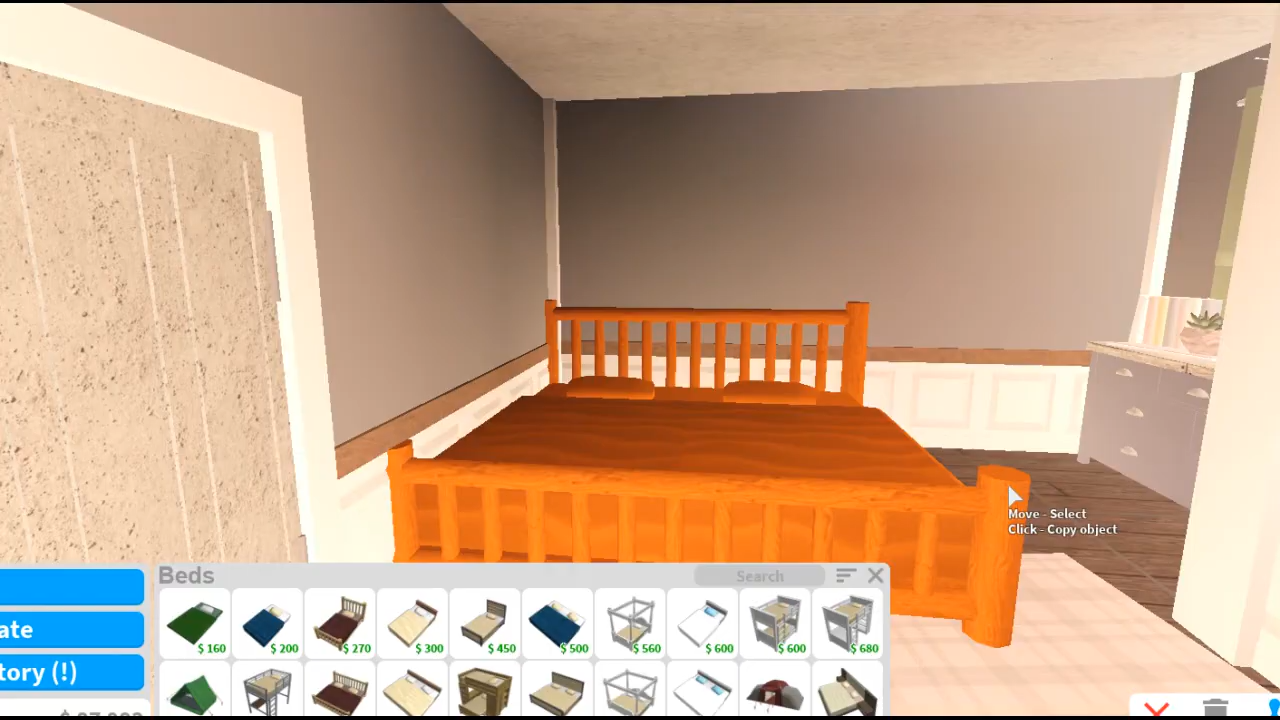 Move - Select
Click - Copy object
Beds
Search
$ 160
$ 200
$ 270
$ 300
$ 450
$ 500
$ 560
$ 600
$ 600
$ 680
ate
tory (!)